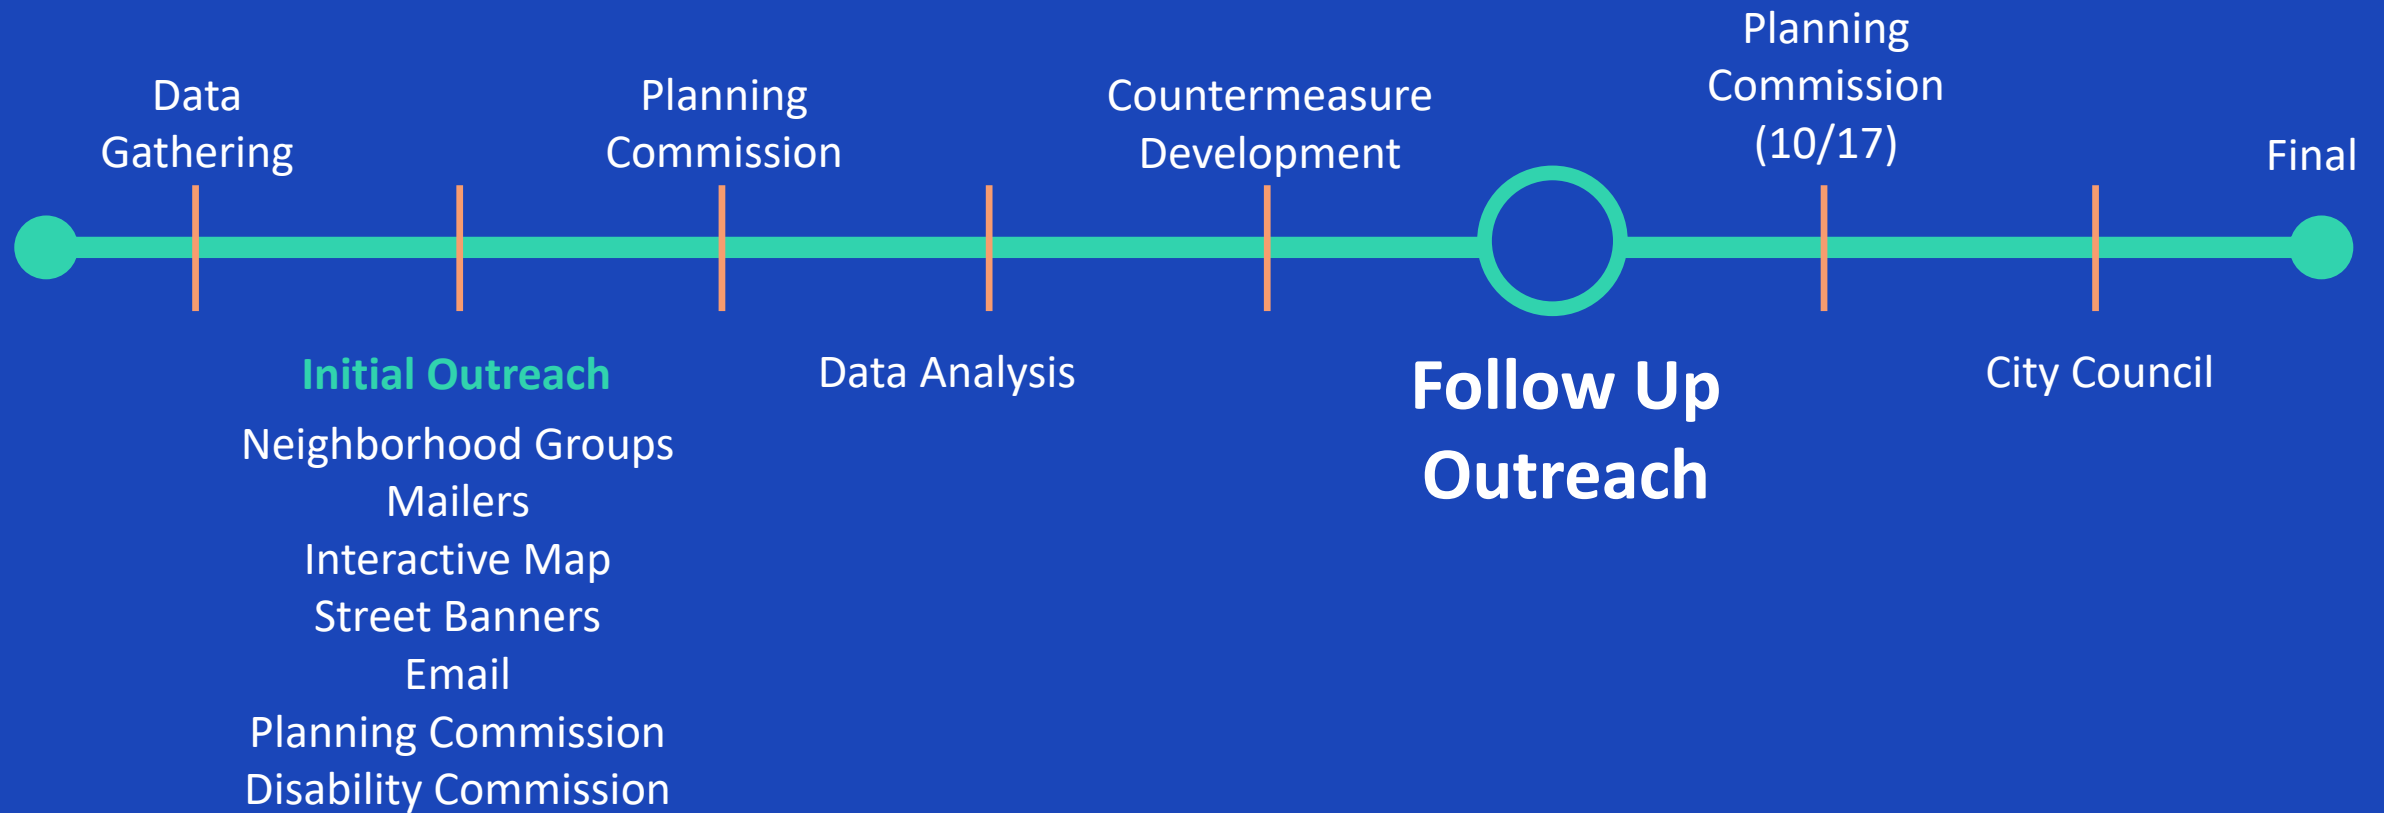 Data
Gathering
Initial Outreach
Neighborhood Groups
Mailers
Interactive Map
Street Banners
Email
Planning Commission
Disability Commission
Planning
Commission
Data Analysis
Countermeasure
Development
Follow Up
Outreach
Planning
Commission
(10/17)
City Council
Final